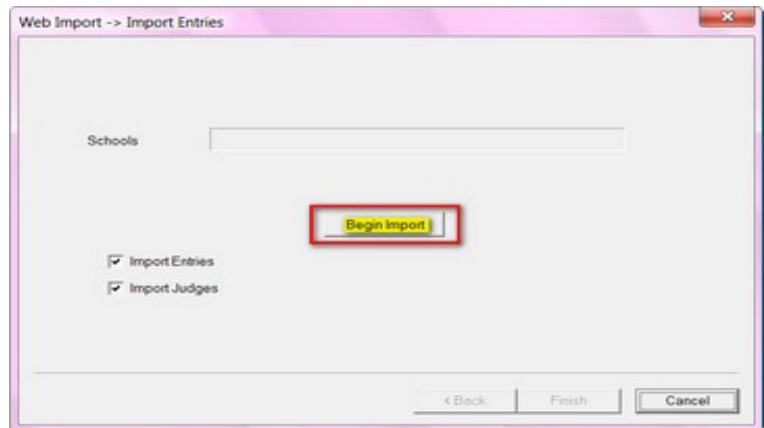 Web Import -> Import Entries
Schools
Begin Import
Import Entries
Import Judges
< Back Finish Cancel